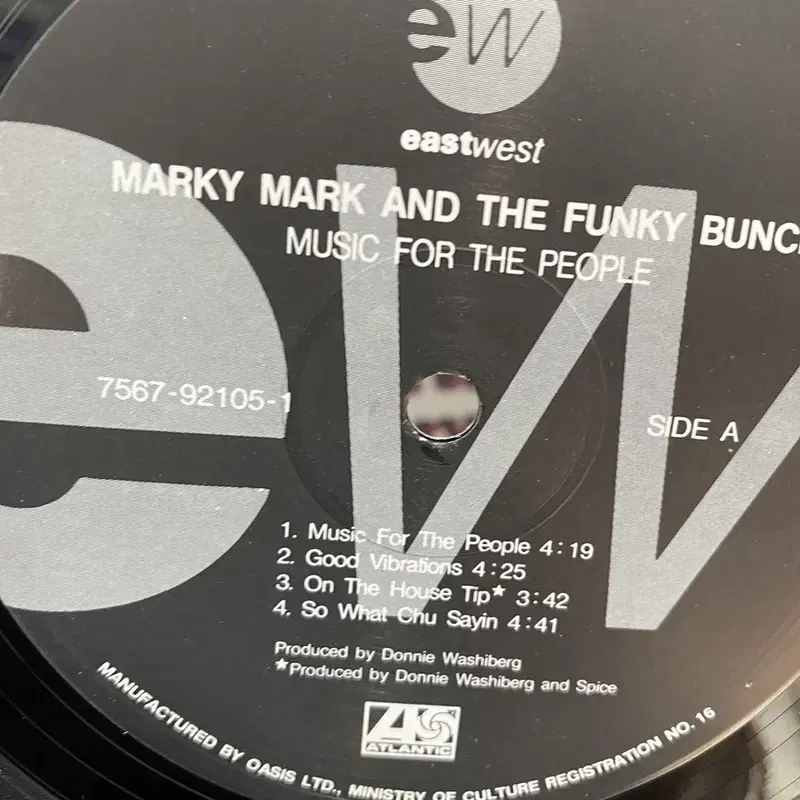 ew
eastwest
MARKY MARK AND THE FUNKY BUNC
MUSIC FOR THE PEOPLE
7567-92105-1
SIDE A
1. Music For The People 4:19
2. Good Vibrations 4:25
3. On The House Tip★ 3:42
4. So What Chu Sayin 4:41
Produced by Donnie Washiberg
★Produced by Donnie Washiberg and Spice
ATLANTIC
MANUFACTURED BY OASIS LTD., MINISTRY OF CULTURE REGISTRATION NO. 16